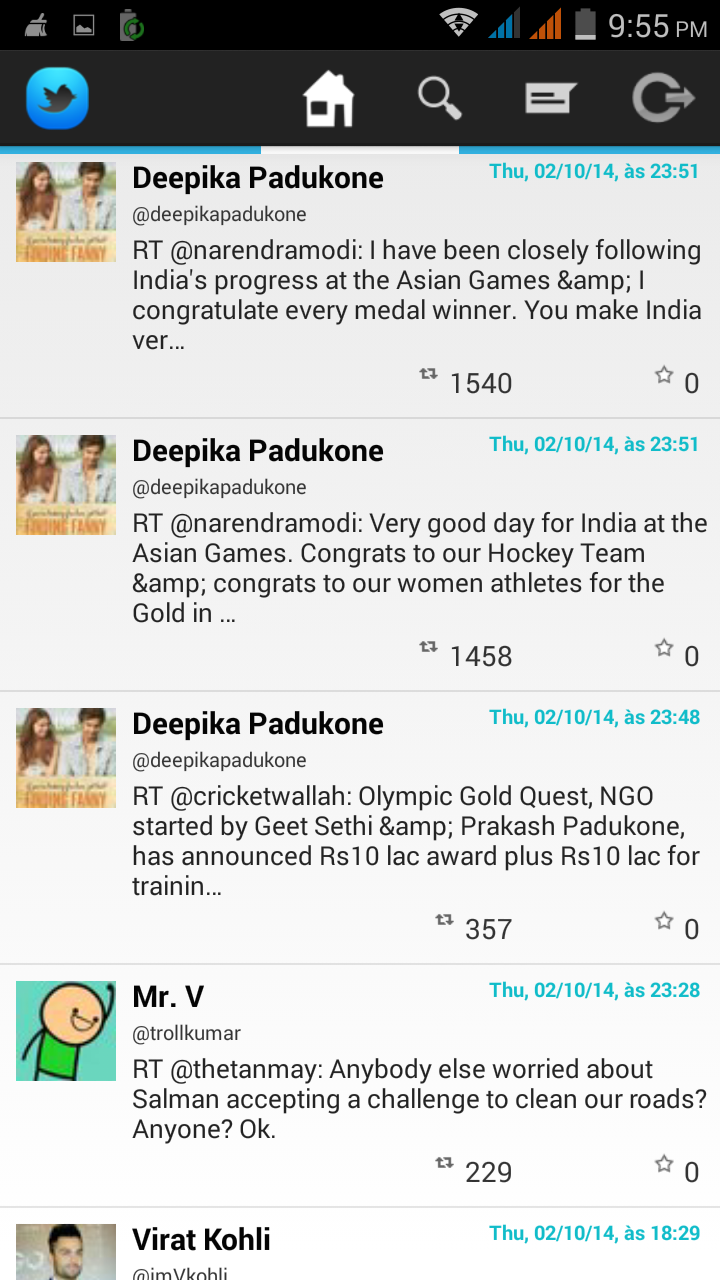 9:55 PM
Deepika Padukone
Thu, 02/10/14, às 23:51
@deepikapadukone
RT @narendramodi: I have been closely following
India's progress at the Asian Games &amp; I
congratulate every medal winner. You make India
ver...
1540
0
FINDING FANNY
Deepika Padukone
Thu, 02/10/14, às 23:51
@deepikapadukone
RT @narendramodi: Very good day for India at the
Asian Games. Congrats to our Hockey Team
&amp; congrats to our women athletes for the
Gold in ...
1458
0
FINDING FANNY
Deepika Padukone
Thu, 02/10/14, às 23:48
@deepikapadukone
RT @cricketwallah: Olympic Gold Quest, NGO
started by Geet Sethi &amp; Prakash Padukone,
has announced Rs10 lac award plus Rs10 lac for
trainin...
357
0
FINDING FANNY
Mr. V
Thu, 02/10/14, às 23:28
@trollkumar
RT @thetanmay: Anybody else worried about
Salman accepting a challenge to clean our roads?
Anyone? Ok.
229
0
Virat Kohli
Thu, 02/10/14, às 18:29
@imVkohli